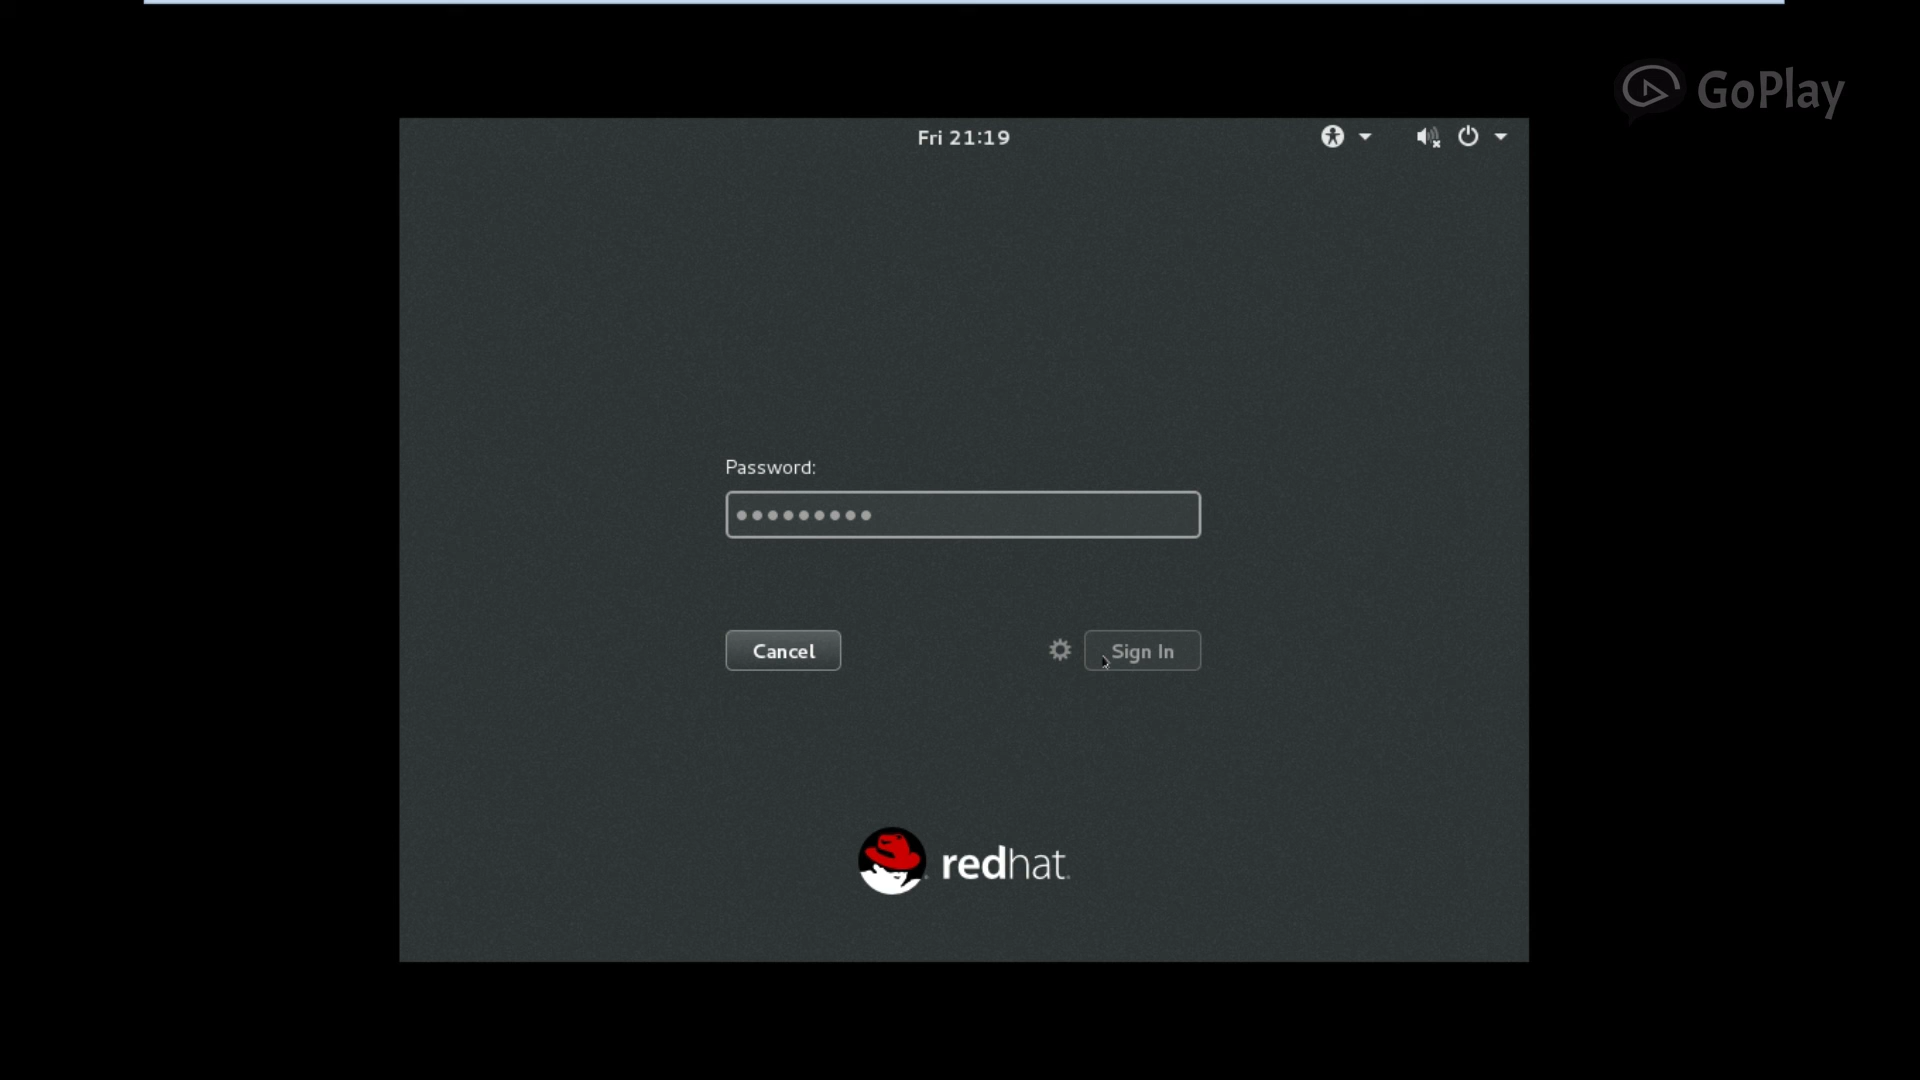 GoPlay
Fri 21:19
Password:
•••••••••
Cancel
Sign In
redhat.